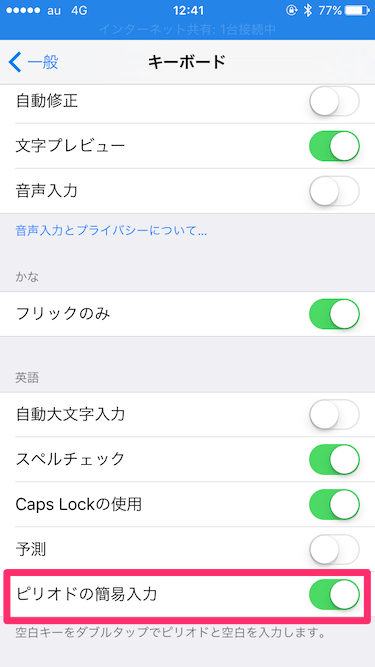 au 4G 12:41 77%
インターネット共有: 1台接続中
一般 キーボード
自動修正
文字プレビュー
音声入力
音声入力とプライバシーについて...
かな
フリックのみ
英語
自動大文字入力
スペルチェック
Caps Lockの使用
予測
ピリオドの簡易入力
空白キーをダブルタップでピリオドと空白を入力します。